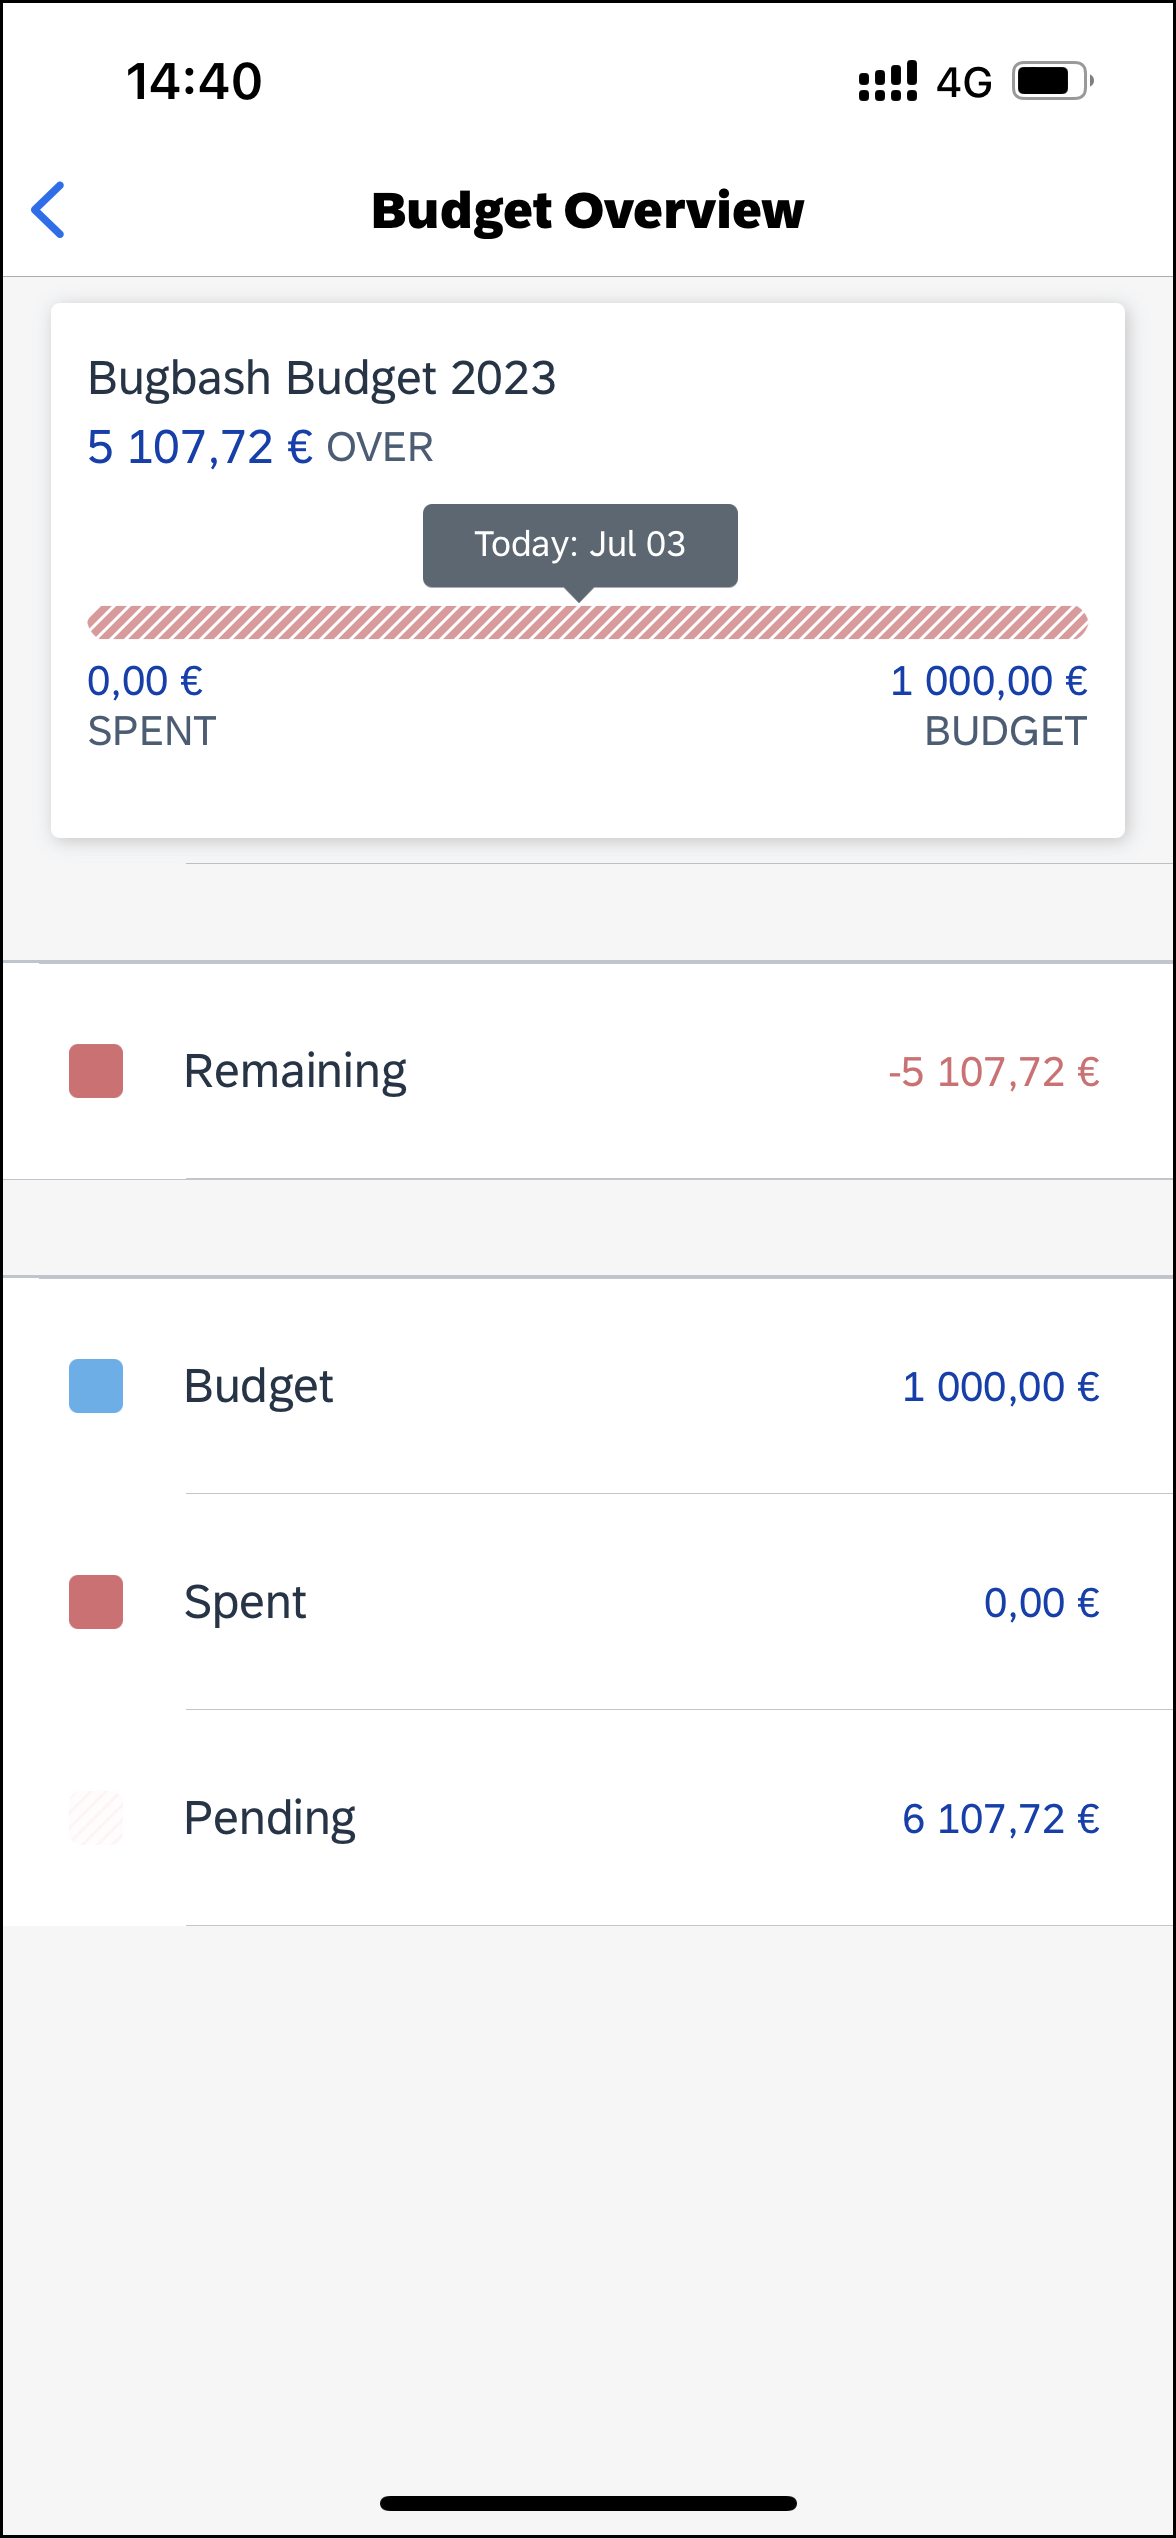 14:40 4G
Budget Overview
Bugbash Budget 2023
5 107,72 € OVER
Today: Jul 03
0,00 € 1 000,00 €
SPENT BUDGET
Remaining -5 107,72 €
Budget 1 000,00 €
Spent 0,00 €
Pending 6 107,72 €